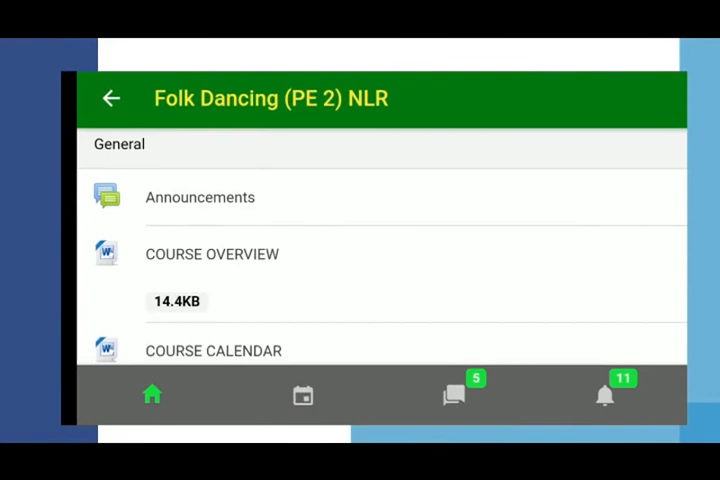 Folk Dancing (PE 2) NLR
General
Announcements
COURSE OVERVIEW
14.4KB
COURSE CALENDAR
5
11